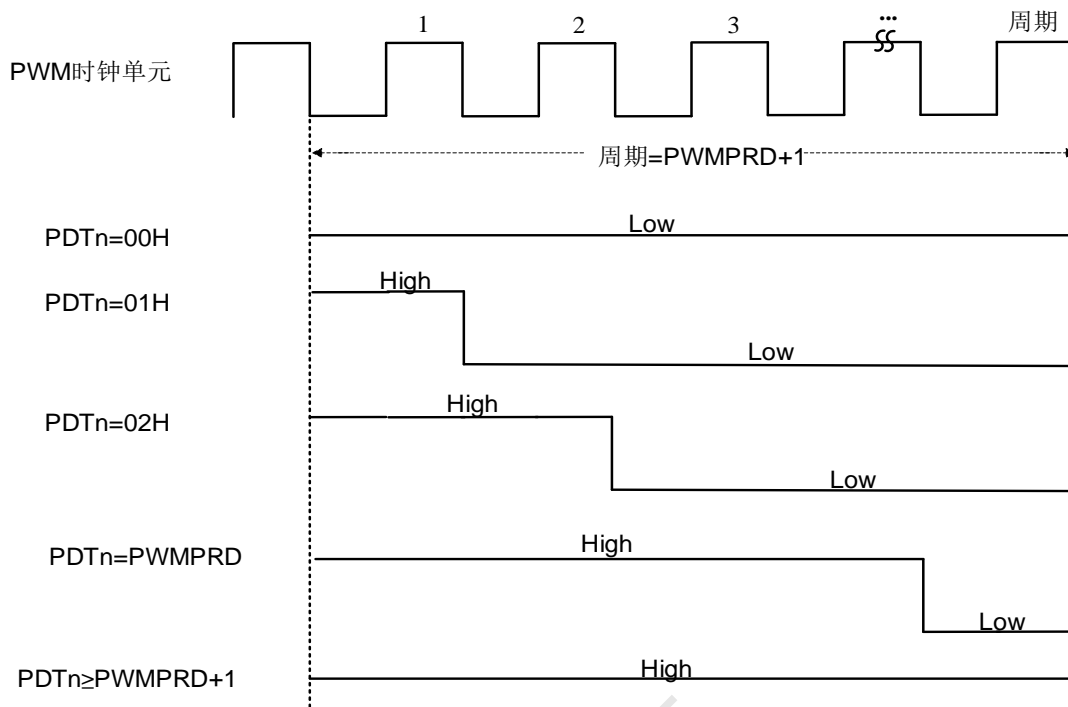 1 2 3 ... 周期
PWM时钟单元
周期=PWMPRD+1
Low
PDTn=00H
High
PDTn=01H
Low
High
PDTn=02H
Low
High
PDTn=PWMPRD
Low
High
PDTn≥PWMPRD+1